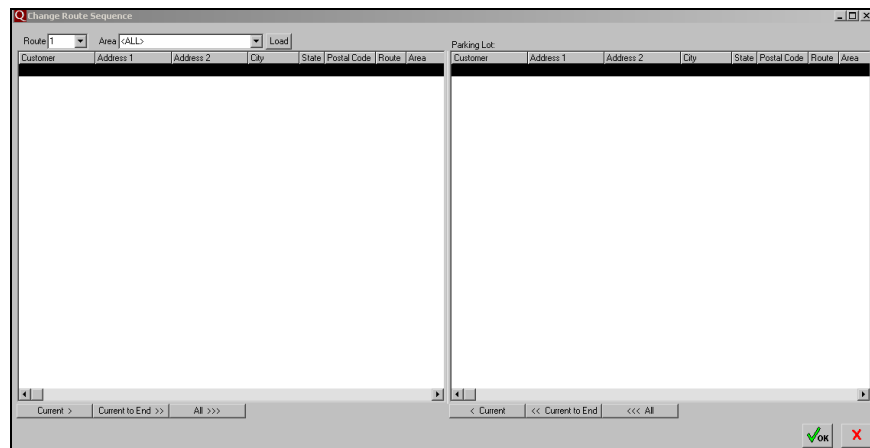 Q Change Route Sequence
Route 1 Area <ALL> Load
Parking Lot:
Customer Address 1 Address 2 City State Postal Code Route Area
Customer Address 1 Address 2 City State Postal Code Route Area
Current > Current to End >> All >>>
< Current << Current to End <<< All
OK X